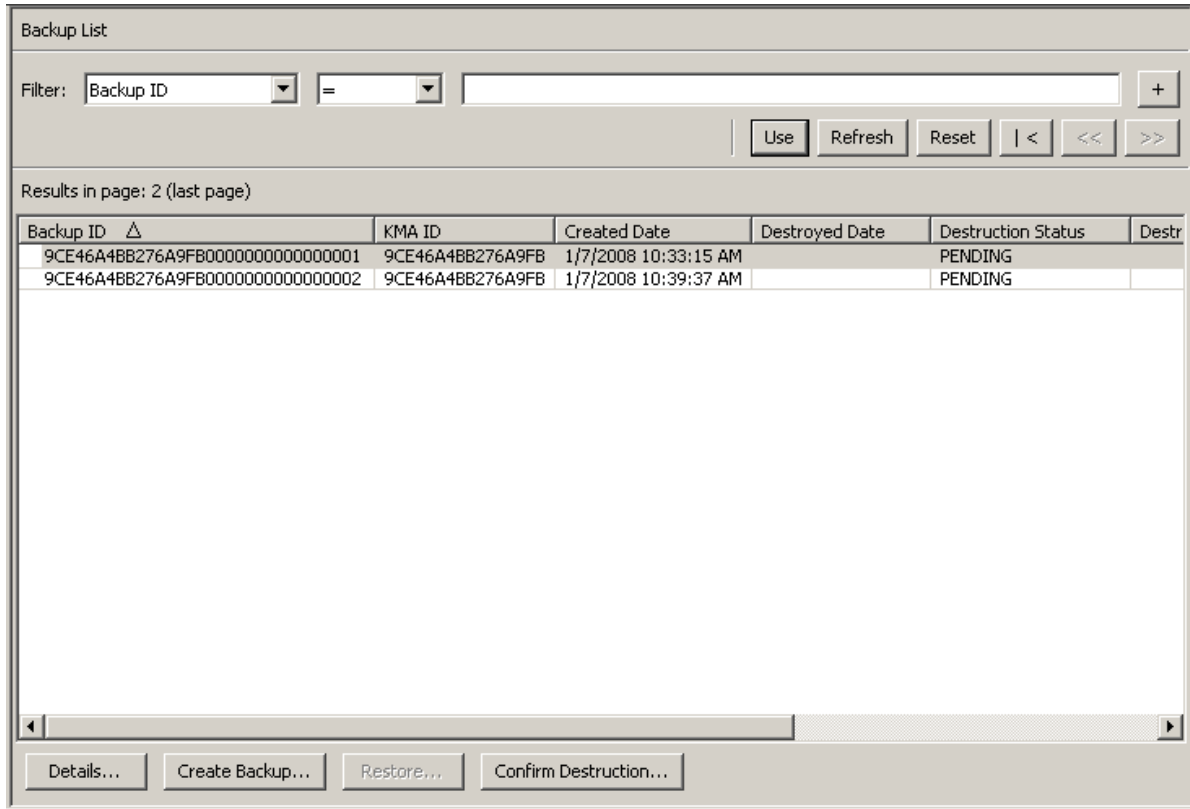 Backup List
Filter: Backup ID = +
Use Refresh Reset |< << >>
Results in page: 2 (last page)
Backup ID KMA ID Created Date Destroyed Date Destruction Status Destr
9CE46A4BB276A9FB0000000000000001 9CE46A4BB276A9FB 1/7/2008 10:33:15 AM PENDING
9CE46A4BB276A9FB0000000000000002 9CE46A4BB276A9FB 1/7/2008 10:39:37 AM PENDING
Details... Create Backup... Restore... Confirm Destruction...